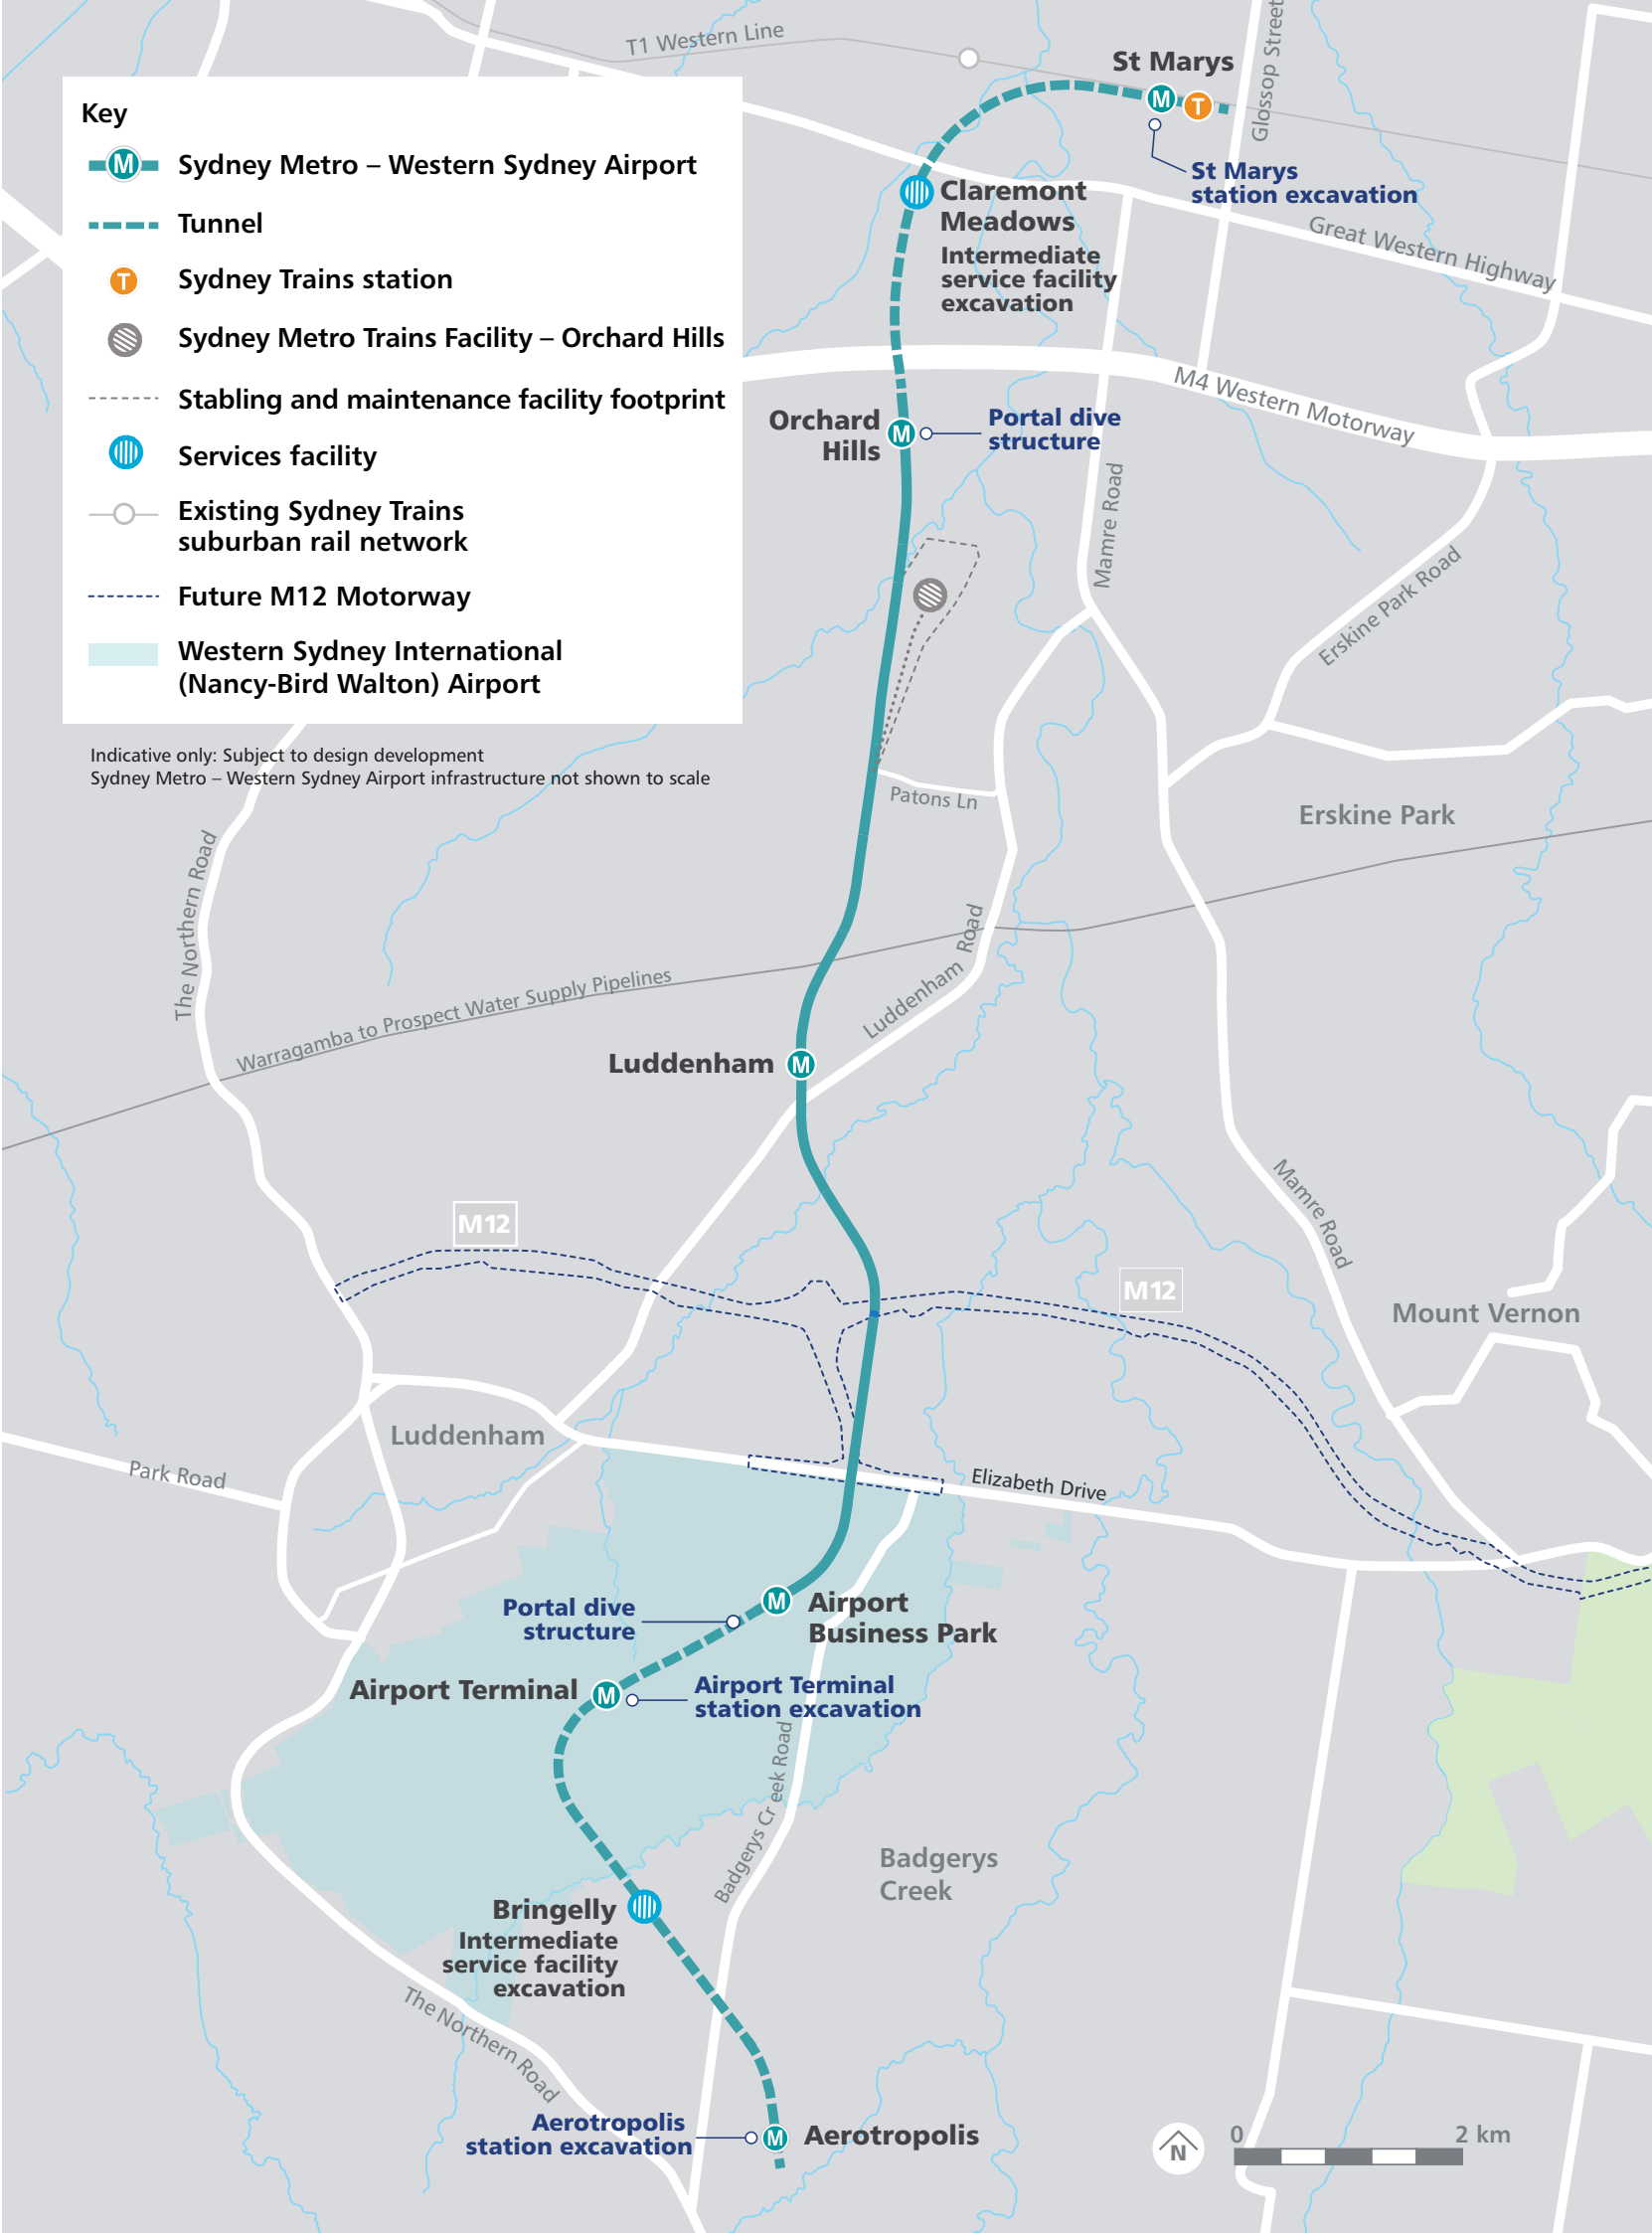 T1 Western Line
St Marys
Glossop Street
M
T
St Marys
station excavation
Key
M
Sydney Metro – Western Sydney Airport
Tunnel
T
Sydney Trains station
Sydney Metro Trains Facility – Orchard Hills
Stabling and maintenance facility footprint
Services facility
Existing Sydney Trains
suburban rail network
Future M12 Motorway
Western Sydney International
(Nancy-Bird Walton) Airport
Indicative only: Subject to design development
Sydney Metro – Western Sydney Airport infrastructure not shown to scale
Claremont
Meadows
Intermediate
service facility
excavation
Great Western Highway
M4 Western Motorway
Orchard
Hills
M
Portal dive
structure
Mamre Road
Erskine Park Road
Patons Ln
Erskine Park
The Northern Road
Luddenham Road
Warragamba to Prospect Water Supply Pipelines
Luddenham
M
Mamre Road
M12
M12
Mount Vernon
Luddenham
Park Road
Elizabeth Drive
M
Airport
Business Park
Portal dive
structure
Airport Terminal
M
Airport Terminal
station excavation
Badgerys Cr eek Road
Badgerys
Creek
Bringelly
Intermediate
service facility
excavation
The Northern Road
Aerotropolis
station excavation
M
Aerotropolis
N
0 2 km